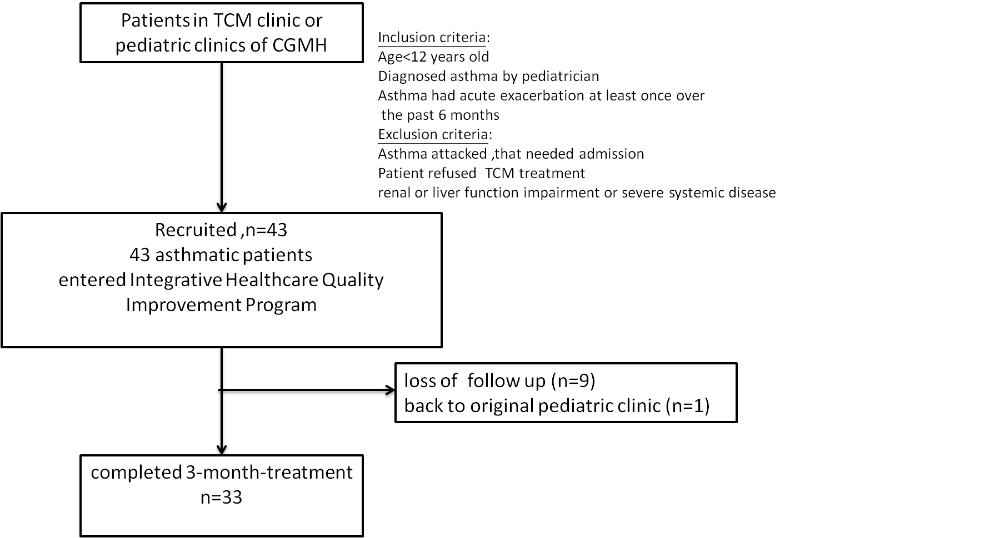 Patients in TCM clinic or
pediatric clinics of CGMH
Inclusion criteria:
Age<12 years old
Diagnosed asthma by pediatrician
Asthma had acute exacerbation at least once over
the past 6 months
Exclusion criteria:
Asthma attacked ,that needed admission
Patient refused  TCM treatment
renal or liver function impairment or severe systemic disease
Recruited ,n=43
43 asthmatic patients
entered Integrative Healthcare Quality
Improvement Program
loss of  follow up (n=9)
back to original pediatric clinic (n=1)
completed 3-month-treatment
n=33